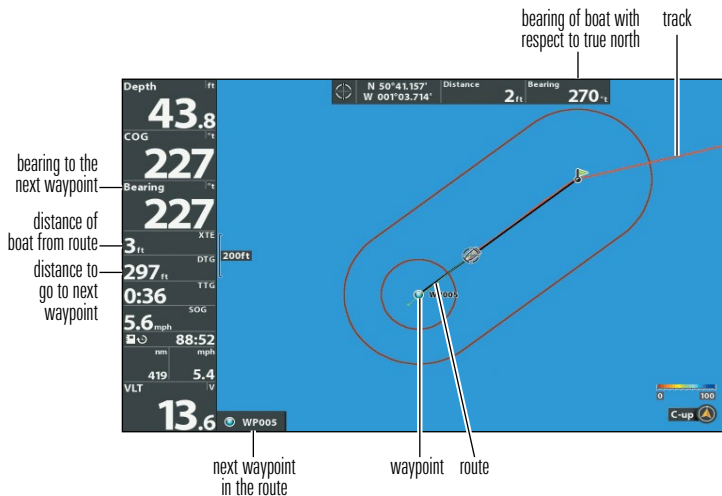 bearing of boat with
respect to true north
track
Depth ft
43.8
COG °t
227
Bearing °t
227
XTE
3ft
DTG
297ft
TTG
0:36
SOG
5.6mph
88:52
nm mph
419 5.4
VLT V
13.6
N 50°41.157'
W 001°03.714'
Distance
2ft
Bearing
270°t
bearing to the
next waypoint
distance of
boat from route
distance to
go to next
waypoint
200ft
WP005
0 100
C-up
WP005
next waypoint
in the route
waypoint
route